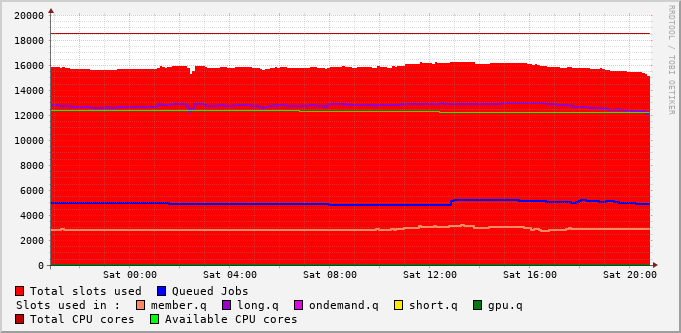 RRDTOOL / TOBI OETIKER
20000
18000
16000
14000
12000
10000
8000
6000
4000
2000
0
Sat 00:00 Sat 04:00 Sat 08:00 Sat 12:00 Sat 16:00 Sat 20:00
Total slots used Queued Jobs
Slots used in : member.q long.q ondemand.q short.q gpu.q
Total CPU cores Available CPU cores